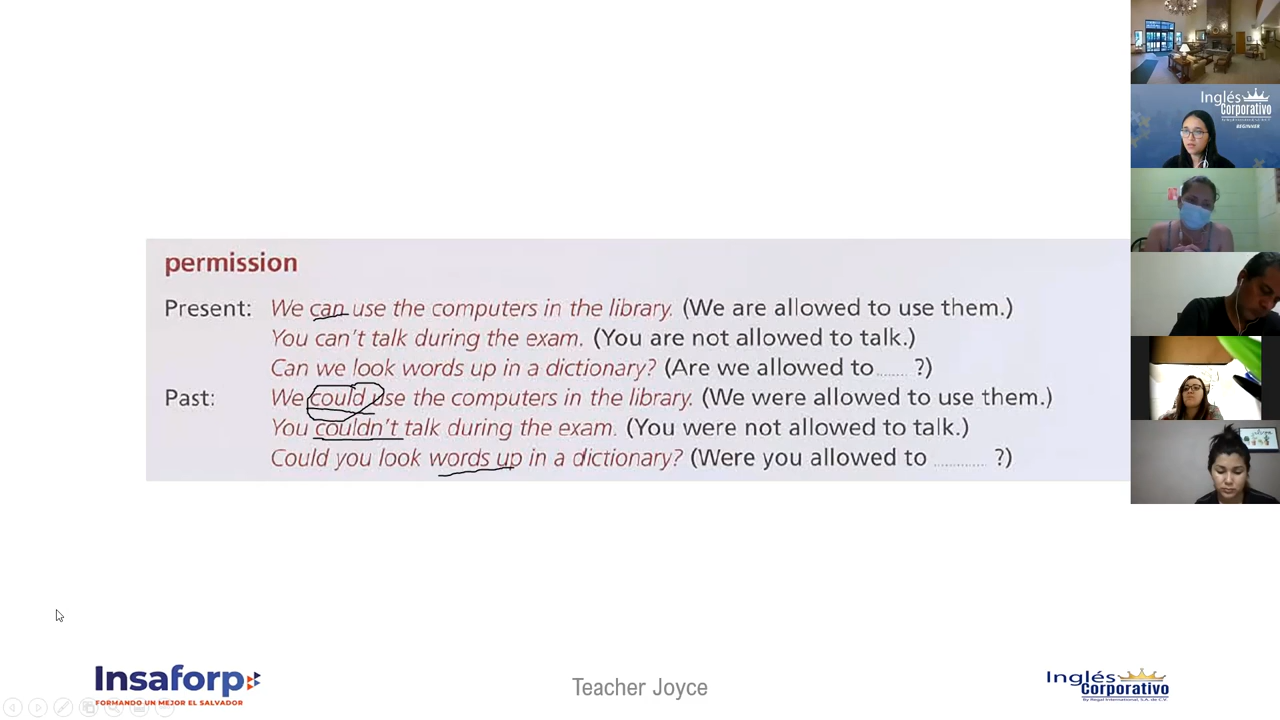 Inglés
Corporativo
BEGINNER
permission
Present: We can use the computers in the library. (We are allowed to use them.)
You can't talk during the exam. (You are not allowed to talk.)
Can we look words up in a dictionary? (Are we allowed to ....... ?)
Past: We could use the computers in the library. (We were allowed to use them.)
You couldn't talk during the exam. (You were not allowed to talk.)
Could you look words up in a dictionary? (Were you allowed to ............. ?)
Insaforp
FORMANDO UN MEJOR EL SALVADOR
Teacher Joyce
Inglés
Corporativo
By Regal International, S.A. de C.V.